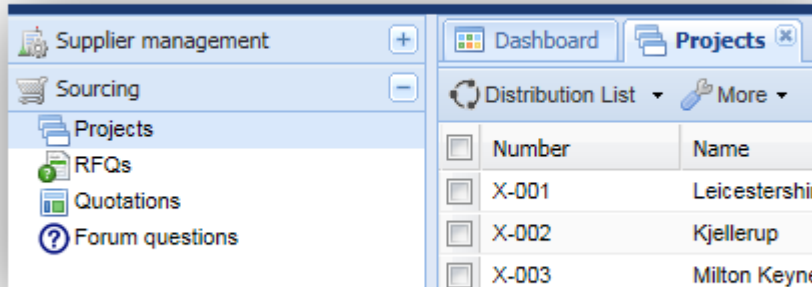 Supplier management
Sourcing
Projects
RFQs
Quotations
Forum questions
Dashboard
Projects
Distribution List
More
Number
Name
X-001
X-002
Kjellerup
X-003
Milton